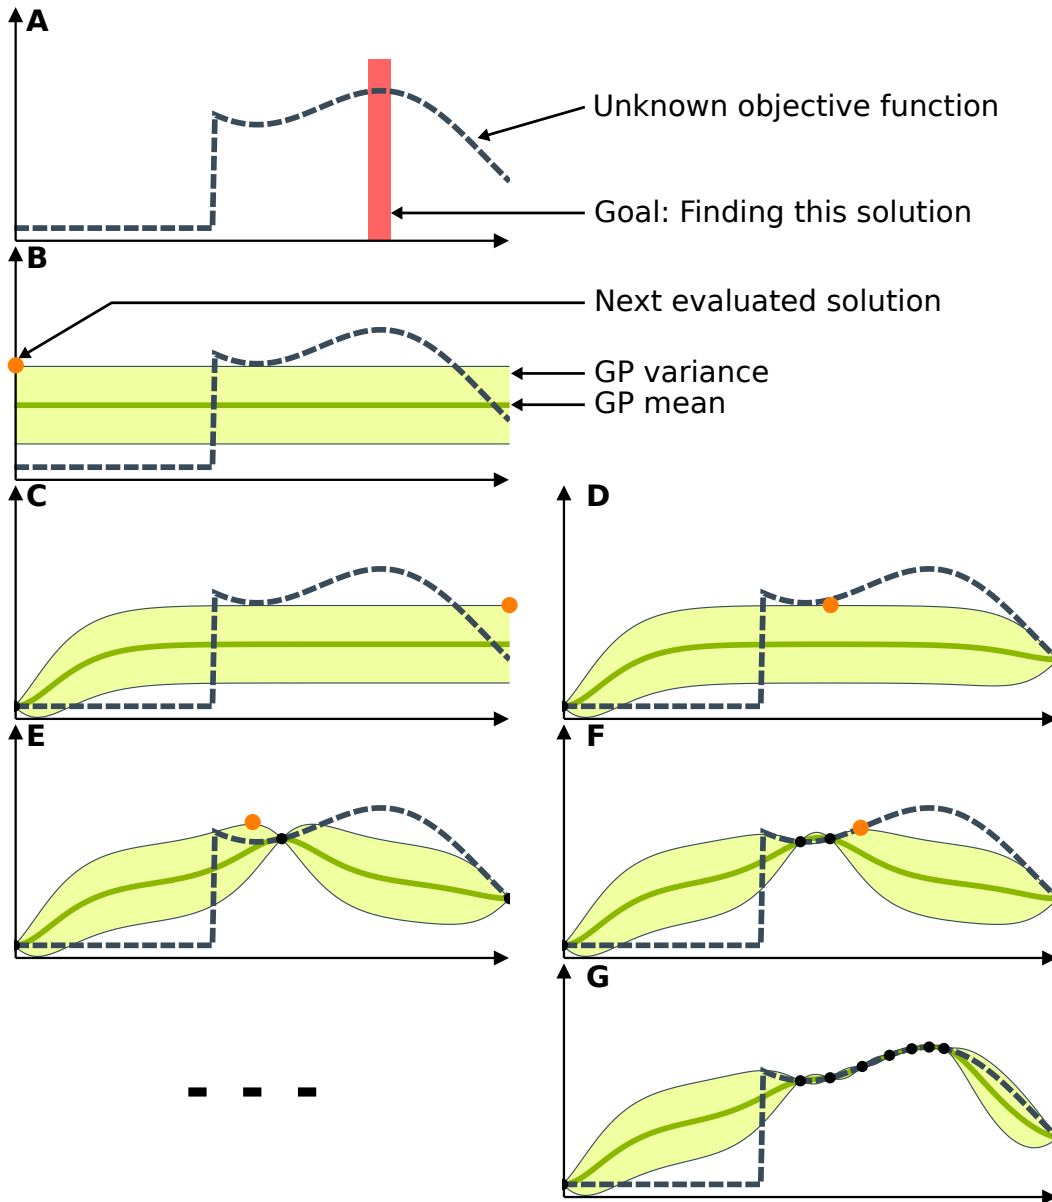 A
Unknown objective function
Goal: Finding this solution
B
Next evaluated solution
GP variance
GP mean
C
D
E
F
G